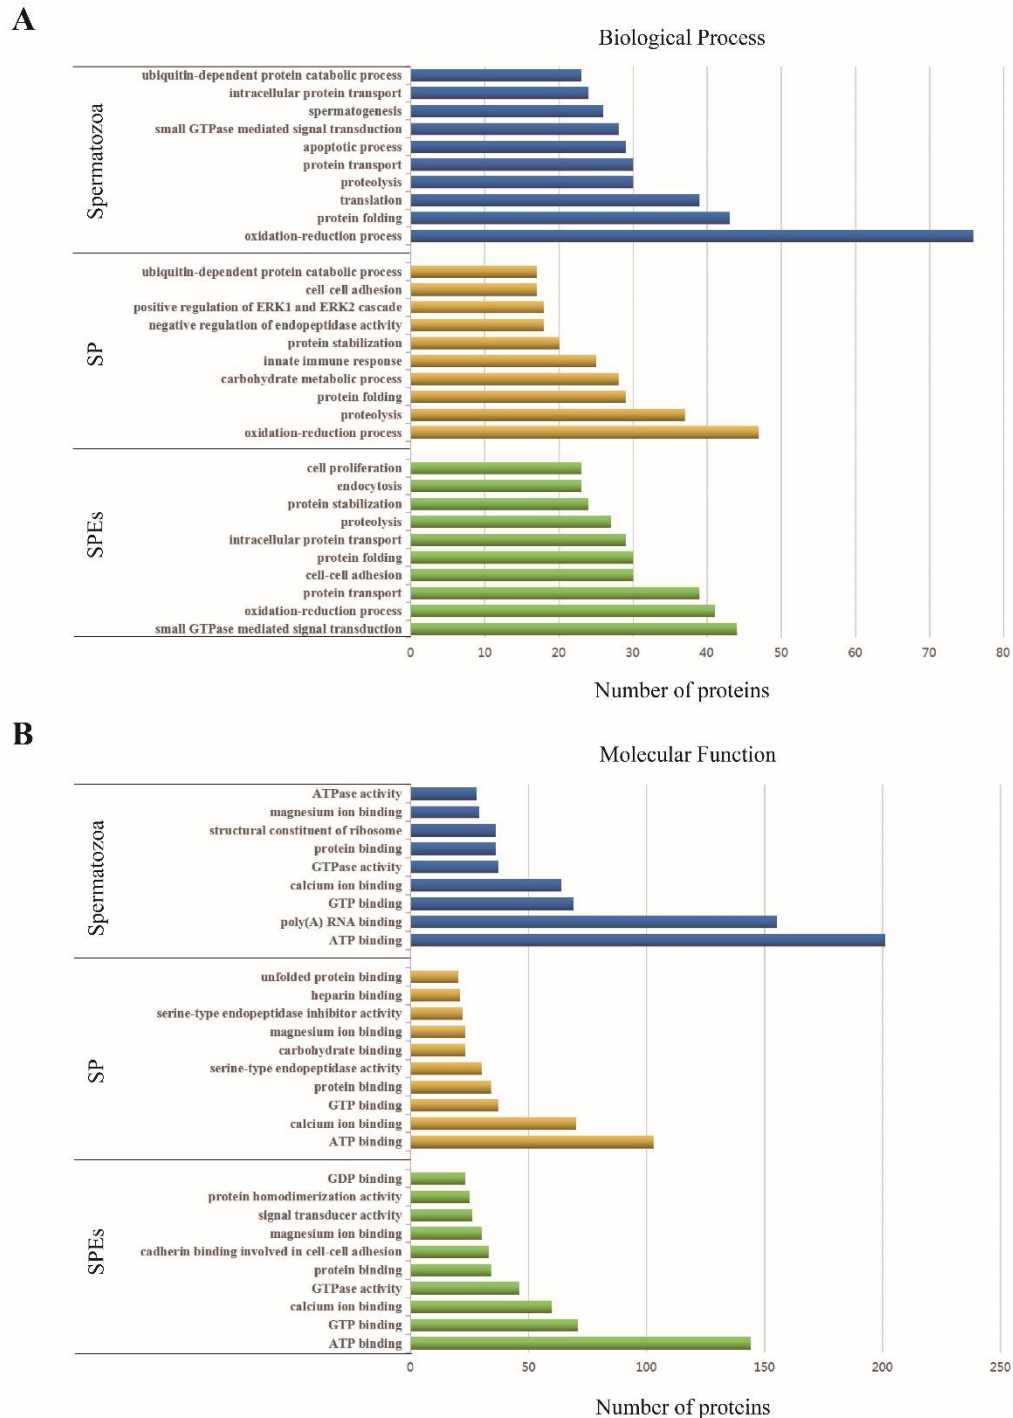 A
Biological Process
Spermatozoa
ubiquitin-dependent protein catabolic process
intracellular protein transport
spermatogenesis
small GTPase mediated signal transduction
apoptotic process
protein transport
proteolysis
translation
protein folding
oxidation-reduction process
SP
ubiquitin-dependent protein catabolic process
cell-cell adhesion
positive regulation of ERK1 and ERK2 cascade
negative regulation of endopeptidase activity
protein stabilization
innate immune response
carbohydrate metabolic process
protein folding
proteolysis
oxidation-reduction process
SPEs
cell proliferation
endocytosis
protein stabilization
proteolysis
intracellular protein transport
protein folding
cell-cell adhesion
protein transport
oxidation-reduction process
small GTPase mediated signal transduction
0 10 20 30 40 50 60 70 80
Number of proteins
B
Molecular Function
Spermatozoa
ATPase activity
magnesium ion binding
structural constituent of ribosome
protein binding
GTPase activity
calcium ion binding
GTP binding
poly(A) RNA binding
ATP binding
SP
unfolded protein binding
heparin binding
serine-type endopeptidase inhibitor activity
magnesium ion binding
carbohydrate binding
serine-type endopeptidase activity
protein binding
GTP binding
calcium ion binding
ATP binding
SPEs
GDP binding
protein homodimerization activity
signal transducer activity
magnesium ion binding
cadherin binding involved in cell-cell adhesion
protein binding
GTPase activity
calcium ion binding
GTP binding
ATP binding
0 50 100 150 200 250
Number of proteins